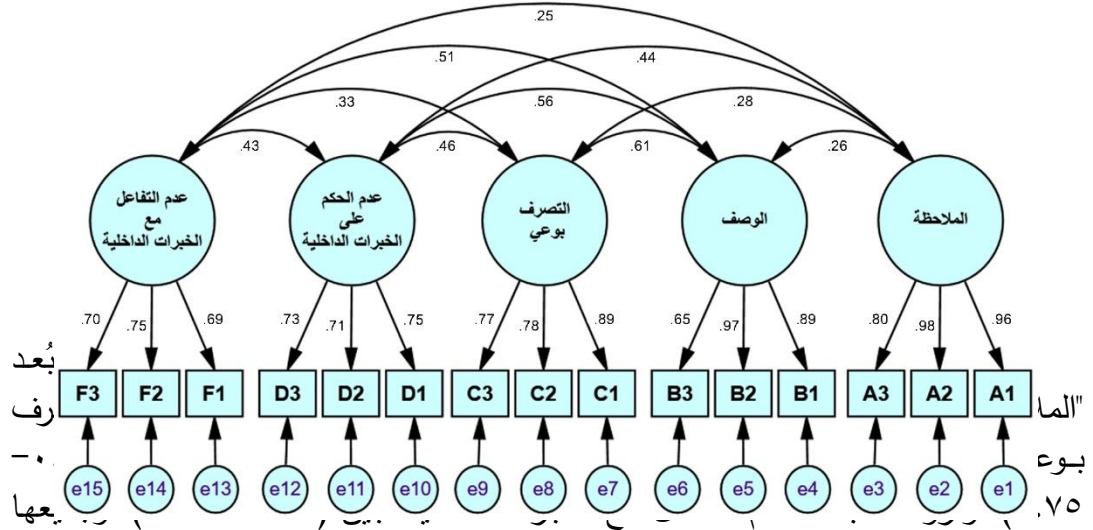 .25
.51 .44
.33 .56 .28
.43 .46 .61 .26
عدم التفاعل
مع
الخبرات الداخلية
عدم الحكم
على
الخبرات الداخلية
التصرف
بوعي
الوصف
الملاحظة
.70 .75 .69 .73 .71 .75 .77 .78 .89 .65 .97 .89 .80 .98 .96
بُعد
F3 F2 F1 D3 D2 D1 C3 C2 C1 B3 B2 B1 A3 A2 A1
e15 e14 e13 e12 e11 e10 e9 e8 e7 e6 e5 e4 e3 e2 e1
٧٥.